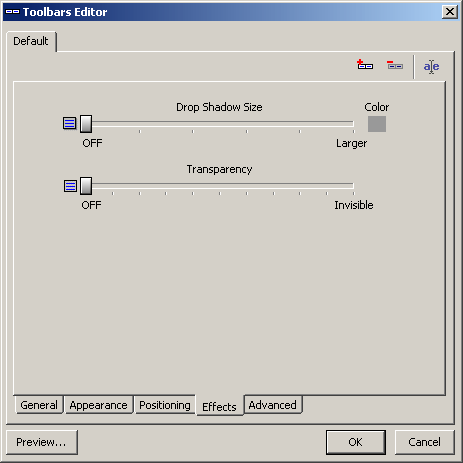 Toolbars Editor
Default
a e
Drop Shadow Size
Color
OFF
Larger
Transparency
OFF
Invisible
General
Appearance
Positioning
Effects
Advanced
Preview...
OK
Cancel